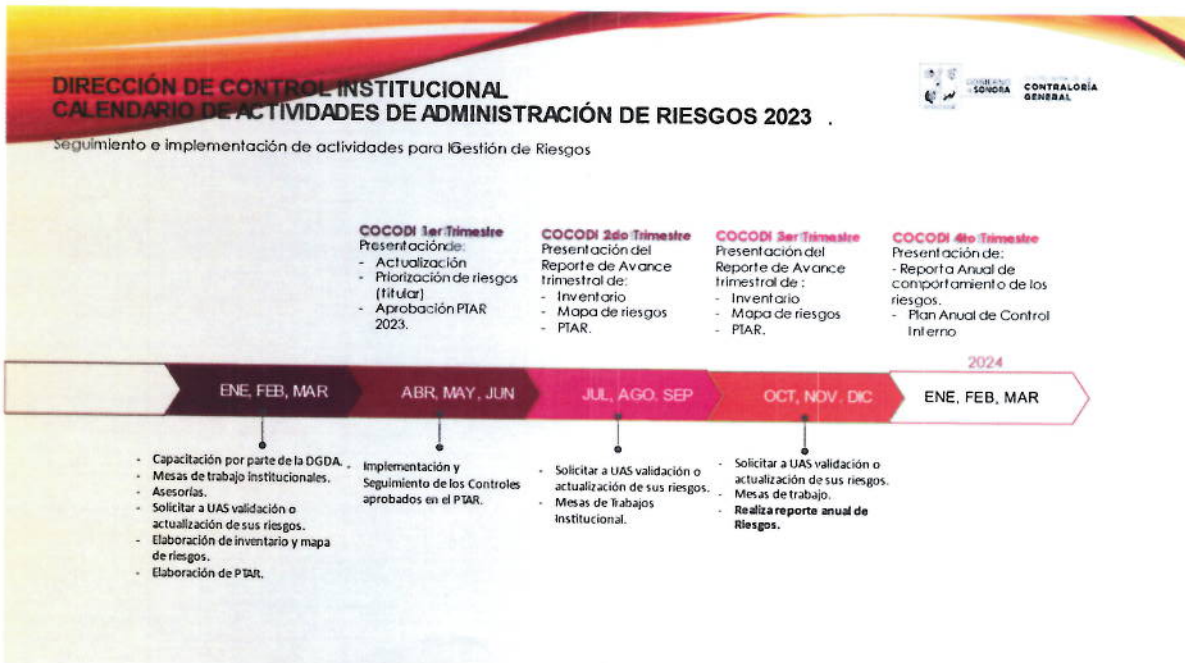 DIRECCIÓN DE CONTROL INSTITUCIONAL
CALENDARIO DE ACTIVIDADES DE ADMINISTRACIÓN DE RIESGOS 2023 .
Seguimiento e implementación de actividades para lGestión de Riesgos
GOBIERNO
DE SONORA
CONTRALORÍA
GENERAL
COCODI 1er Trimestre
Presentaciónde:
- Actualización
- Priorización de riesgos
(titular)
- Aprobación PTAR
2023.
COCODI 2do Trimestre
Presentación del
Reporte de Avance
trimestral de:
- Inventario
- Mapa de riesgos
- PTAR.
COCODI 3er Trimestre
Presentación del
Reporte de Avance
trimestral de :
- Inventario
- Mapa de riesgos
- PTAR.
COCODI 4to Trimestre
Presentación de:
- Reporta Anual de
comportamiento de los
riesgos.
- Plan Anual de Control
Interno
2024
ENE, FEB, MAR
ABR, MAY, JUN
JUL, AGO, SEP
OCT, NOV, DIC
ENE, FEB, MAR
- Capacitación por parte de la DGDA.
- Mesas de trabajo institucionales.
- Asesorías.
- Solicitar a UAS validación o
actualización de sus riesgos.
- Elaboración de inventario y mapa
de riesgos.
- Elaboración de PTAR.
Implementación y
Seguimiento de los Controles
aprobados en el PTAR.
- Solicitar a UAS validación o
actualización de sus riesgos.
- Mesas de Trabajos
Institucional.
- Solicitar a UAS validación o
actualización de sus riesgos.
- Mesas de trabajo.
- Realiza reporte anual de
Riesgos.